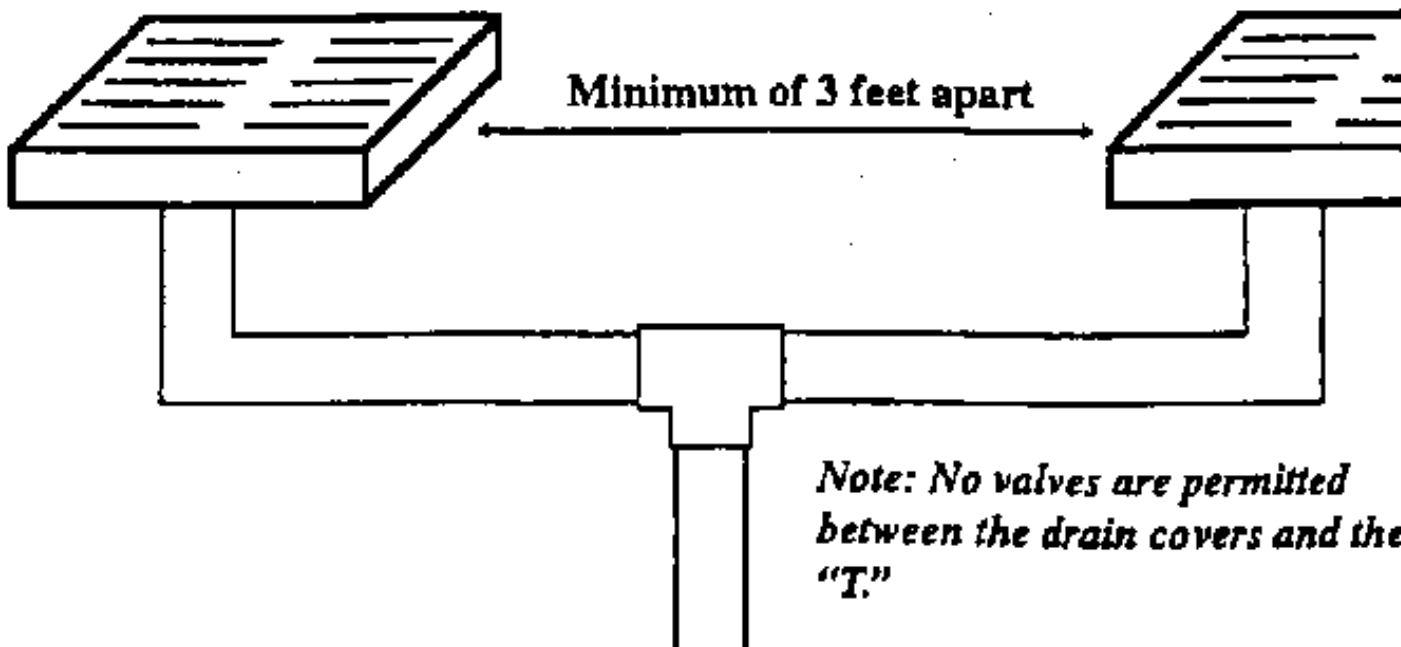 Minimum of 3 feet apart
Note: No valves are permitted
between the drain covers and the
“T.”